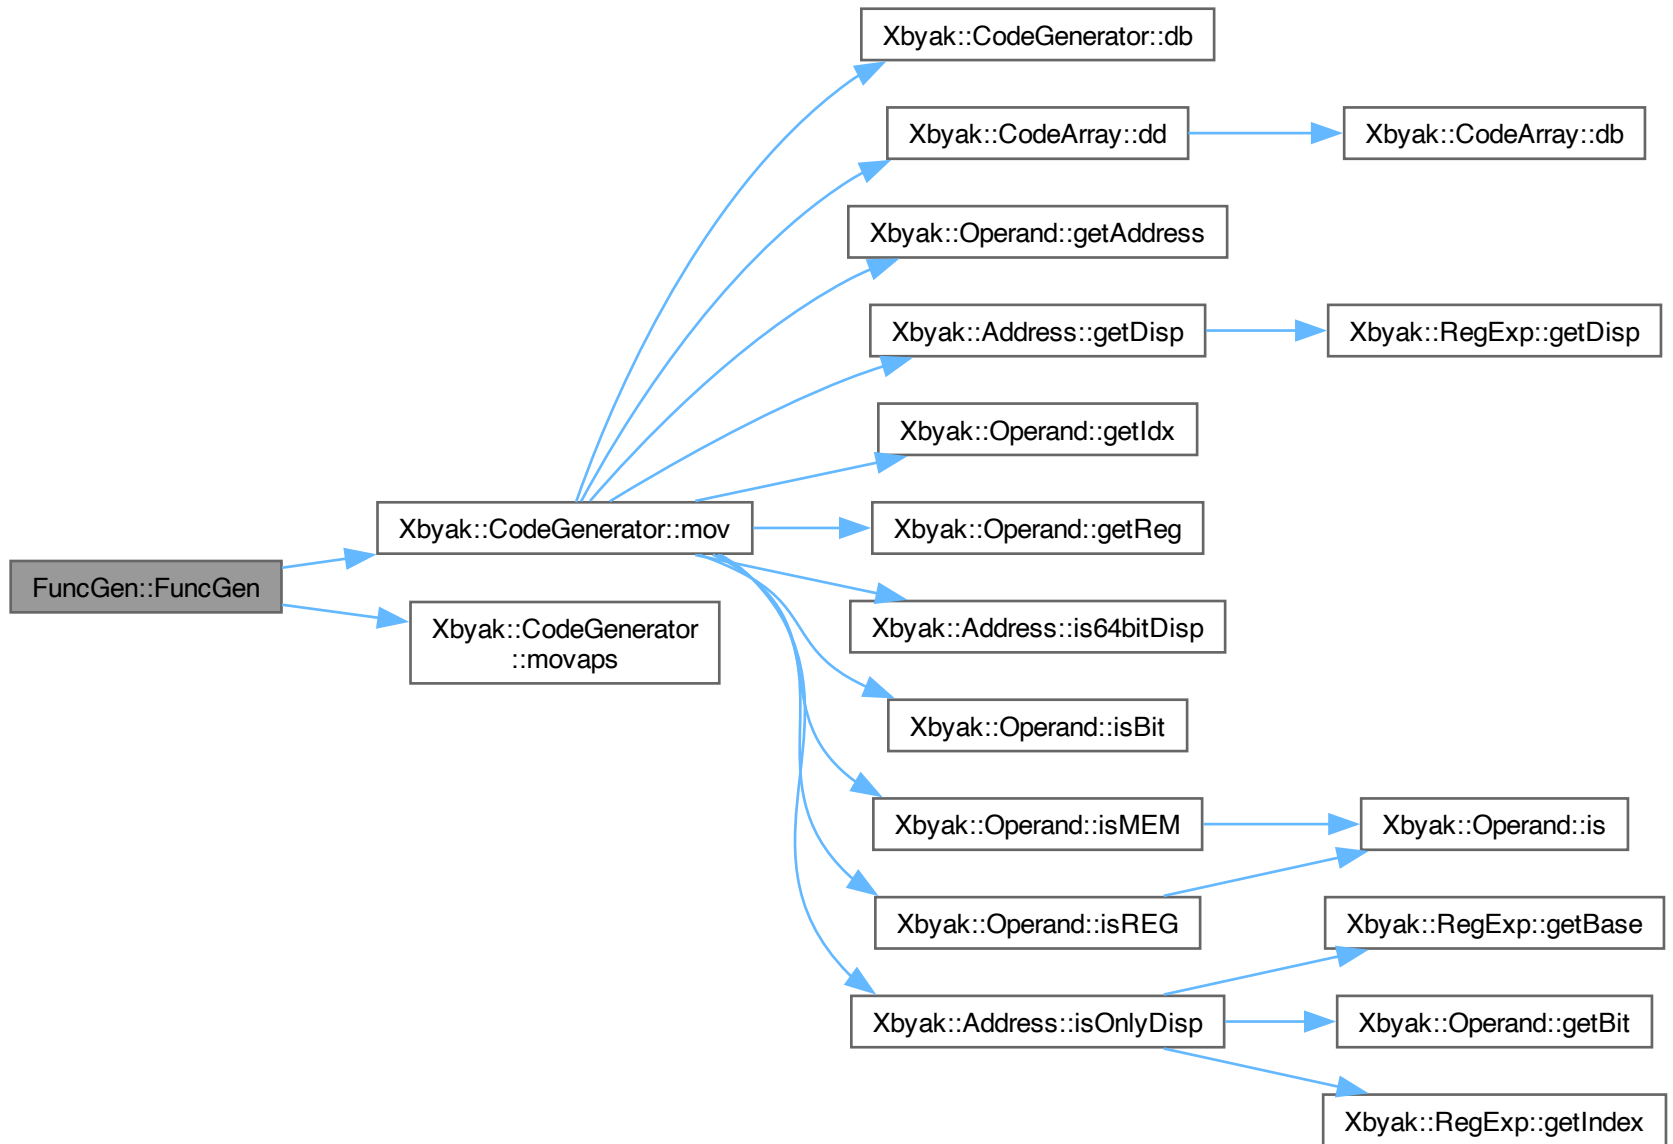 Xbyak::CodeGenerator::db
Xbyak::CodeArray::dd
Xbyak::CodeArray::db
Xbyak::Operand::getAddress
Xbyak::Address::getDisp
Xbyak::RegExp::getDisp
Xbyak::Operand::getIdx
Xbyak::CodeGenerator::mov
Xbyak::Operand::getReg
FuncGen::FuncGen
Xbyak::CodeGenerator
::movaps
Xbyak::Address::is64bitDisp
Xbyak::Operand::isBit
Xbyak::Operand::isMEM
Xbyak::Operand::is
Xbyak::Operand::isREG
Xbyak::RegExp::getBase
Xbyak::Address::isOnlyDisp
Xbyak::Operand::getBit
Xbyak::RegExp::getIndex